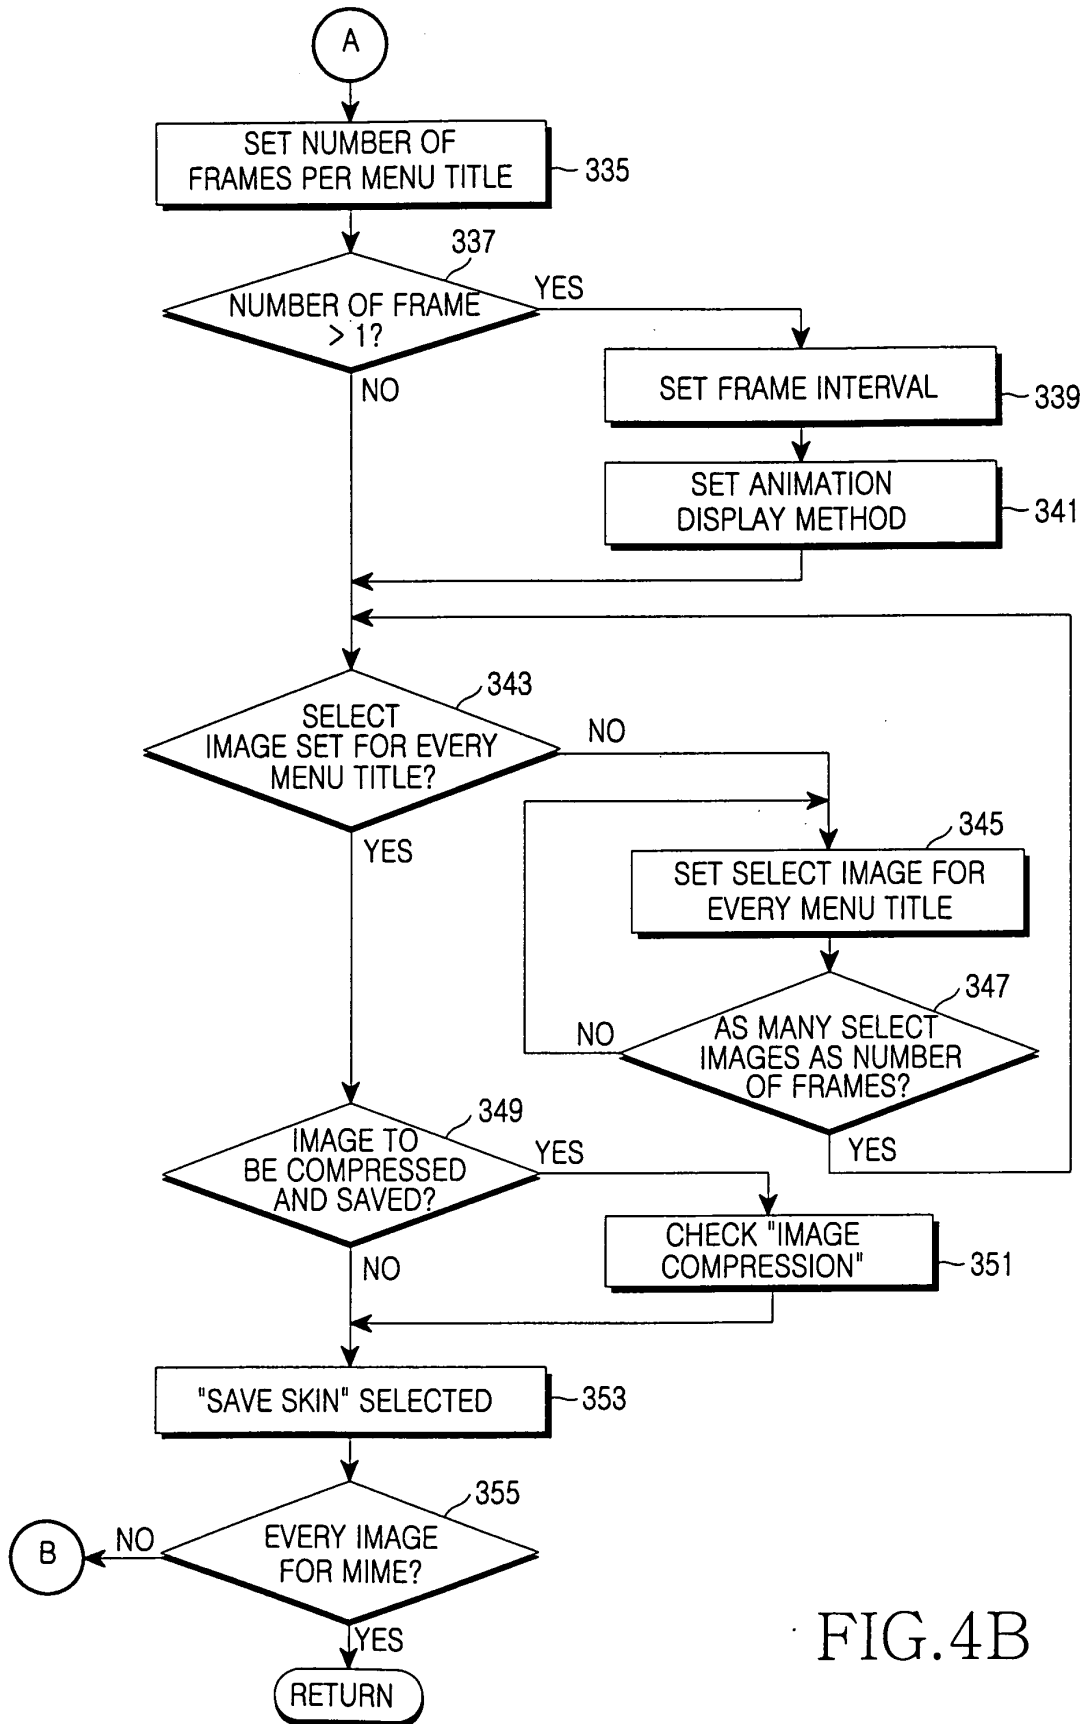 A
SET NUMBER OF
FRAMES PER MENU TITLE
335
337
NUMBER OF FRAME
> 1?
YES
NO
SET FRAME INTERVAL
339
SET ANIMATION
DISPLAY METHOD
341
343
SELECT
IMAGE SET FOR EVERY
MENU TITLE?
NO
YES
345
SET SELECT IMAGE FOR
EVERY MENU TITLE
347
AS MANY SELECT
IMAGES AS NUMBER
OF FRAMES?
NO
YES
349
IMAGE TO
BE COMPRESSED
AND SAVED?
YES
NO
CHECK "IMAGE
COMPRESSION"
351
"SAVE SKIN" SELECTED
353
355
EVERY IMAGE
FOR MIME?
NO
B
YES
RETURN
FIG.4B